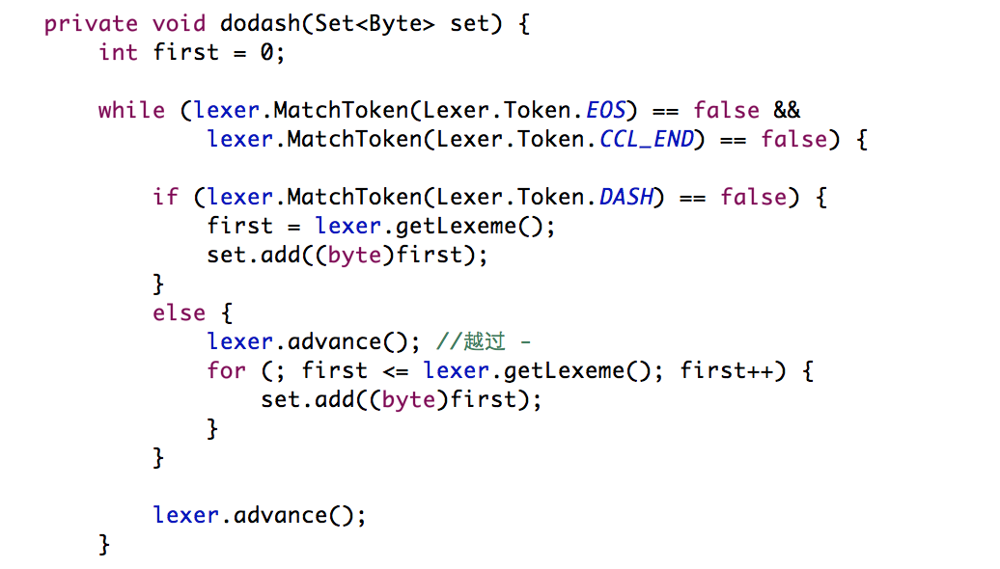 private void dodash(Set<Byte> set) {
int first = 0;
while (lexer.MatchToken(Lexer.Token.EOS) == false &&
lexer.MatchToken(Lexer.Token.CCL_END) == false) {
if (lexer.MatchToken(Lexer.Token.DASH) == false) {
first = lexer.getLexeme();
set.add((byte)first);
}
else {
lexer.advance(); //越过 -
for (; first <= lexer.getLexeme(); first++) {
set.add((byte)first);
}
}
lexer.advance();
}